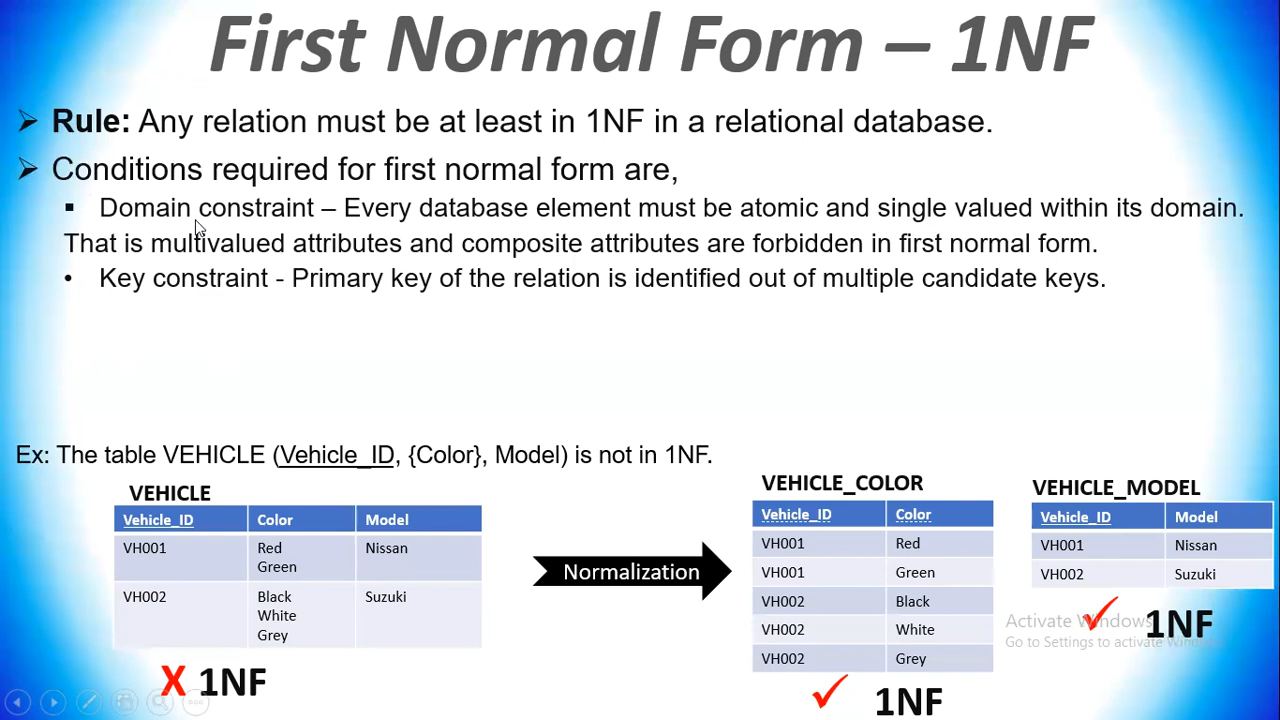 First Normal Form – 1NF
➢ Rule: Any relation must be at least in 1NF in a relational database.
➢ Conditions required for first normal form are,
▪ Domain constraint – Every database element must be atomic and single valued within its domain.
That is multivalued attributes and composite attributes are forbidden in first normal form.
• Key constraint - Primary key of the relation is identified out of multiple candidate keys.
Ex: The table VEHICLE (Vehicle_ID, {Color}, Model) is not in 1NF.
VEHICLE
Vehicle_ID Color Model
VH001 Red Nissan
Green
VH002 Black Suzuki
White
Grey
X 1NF
Normalization
VEHICLE_COLOR
Vehicle_ID Color
VH001 Red
VH001 Green
VH002 Black
VH002 White
VH002 Grey
✓ 1NF
VEHICLE_MODEL
Vehicle_ID Model
VH001 Nissan
VH002 Suzuki
✓ 1NF
Activate Windows
Go to Settings to activate Windows.